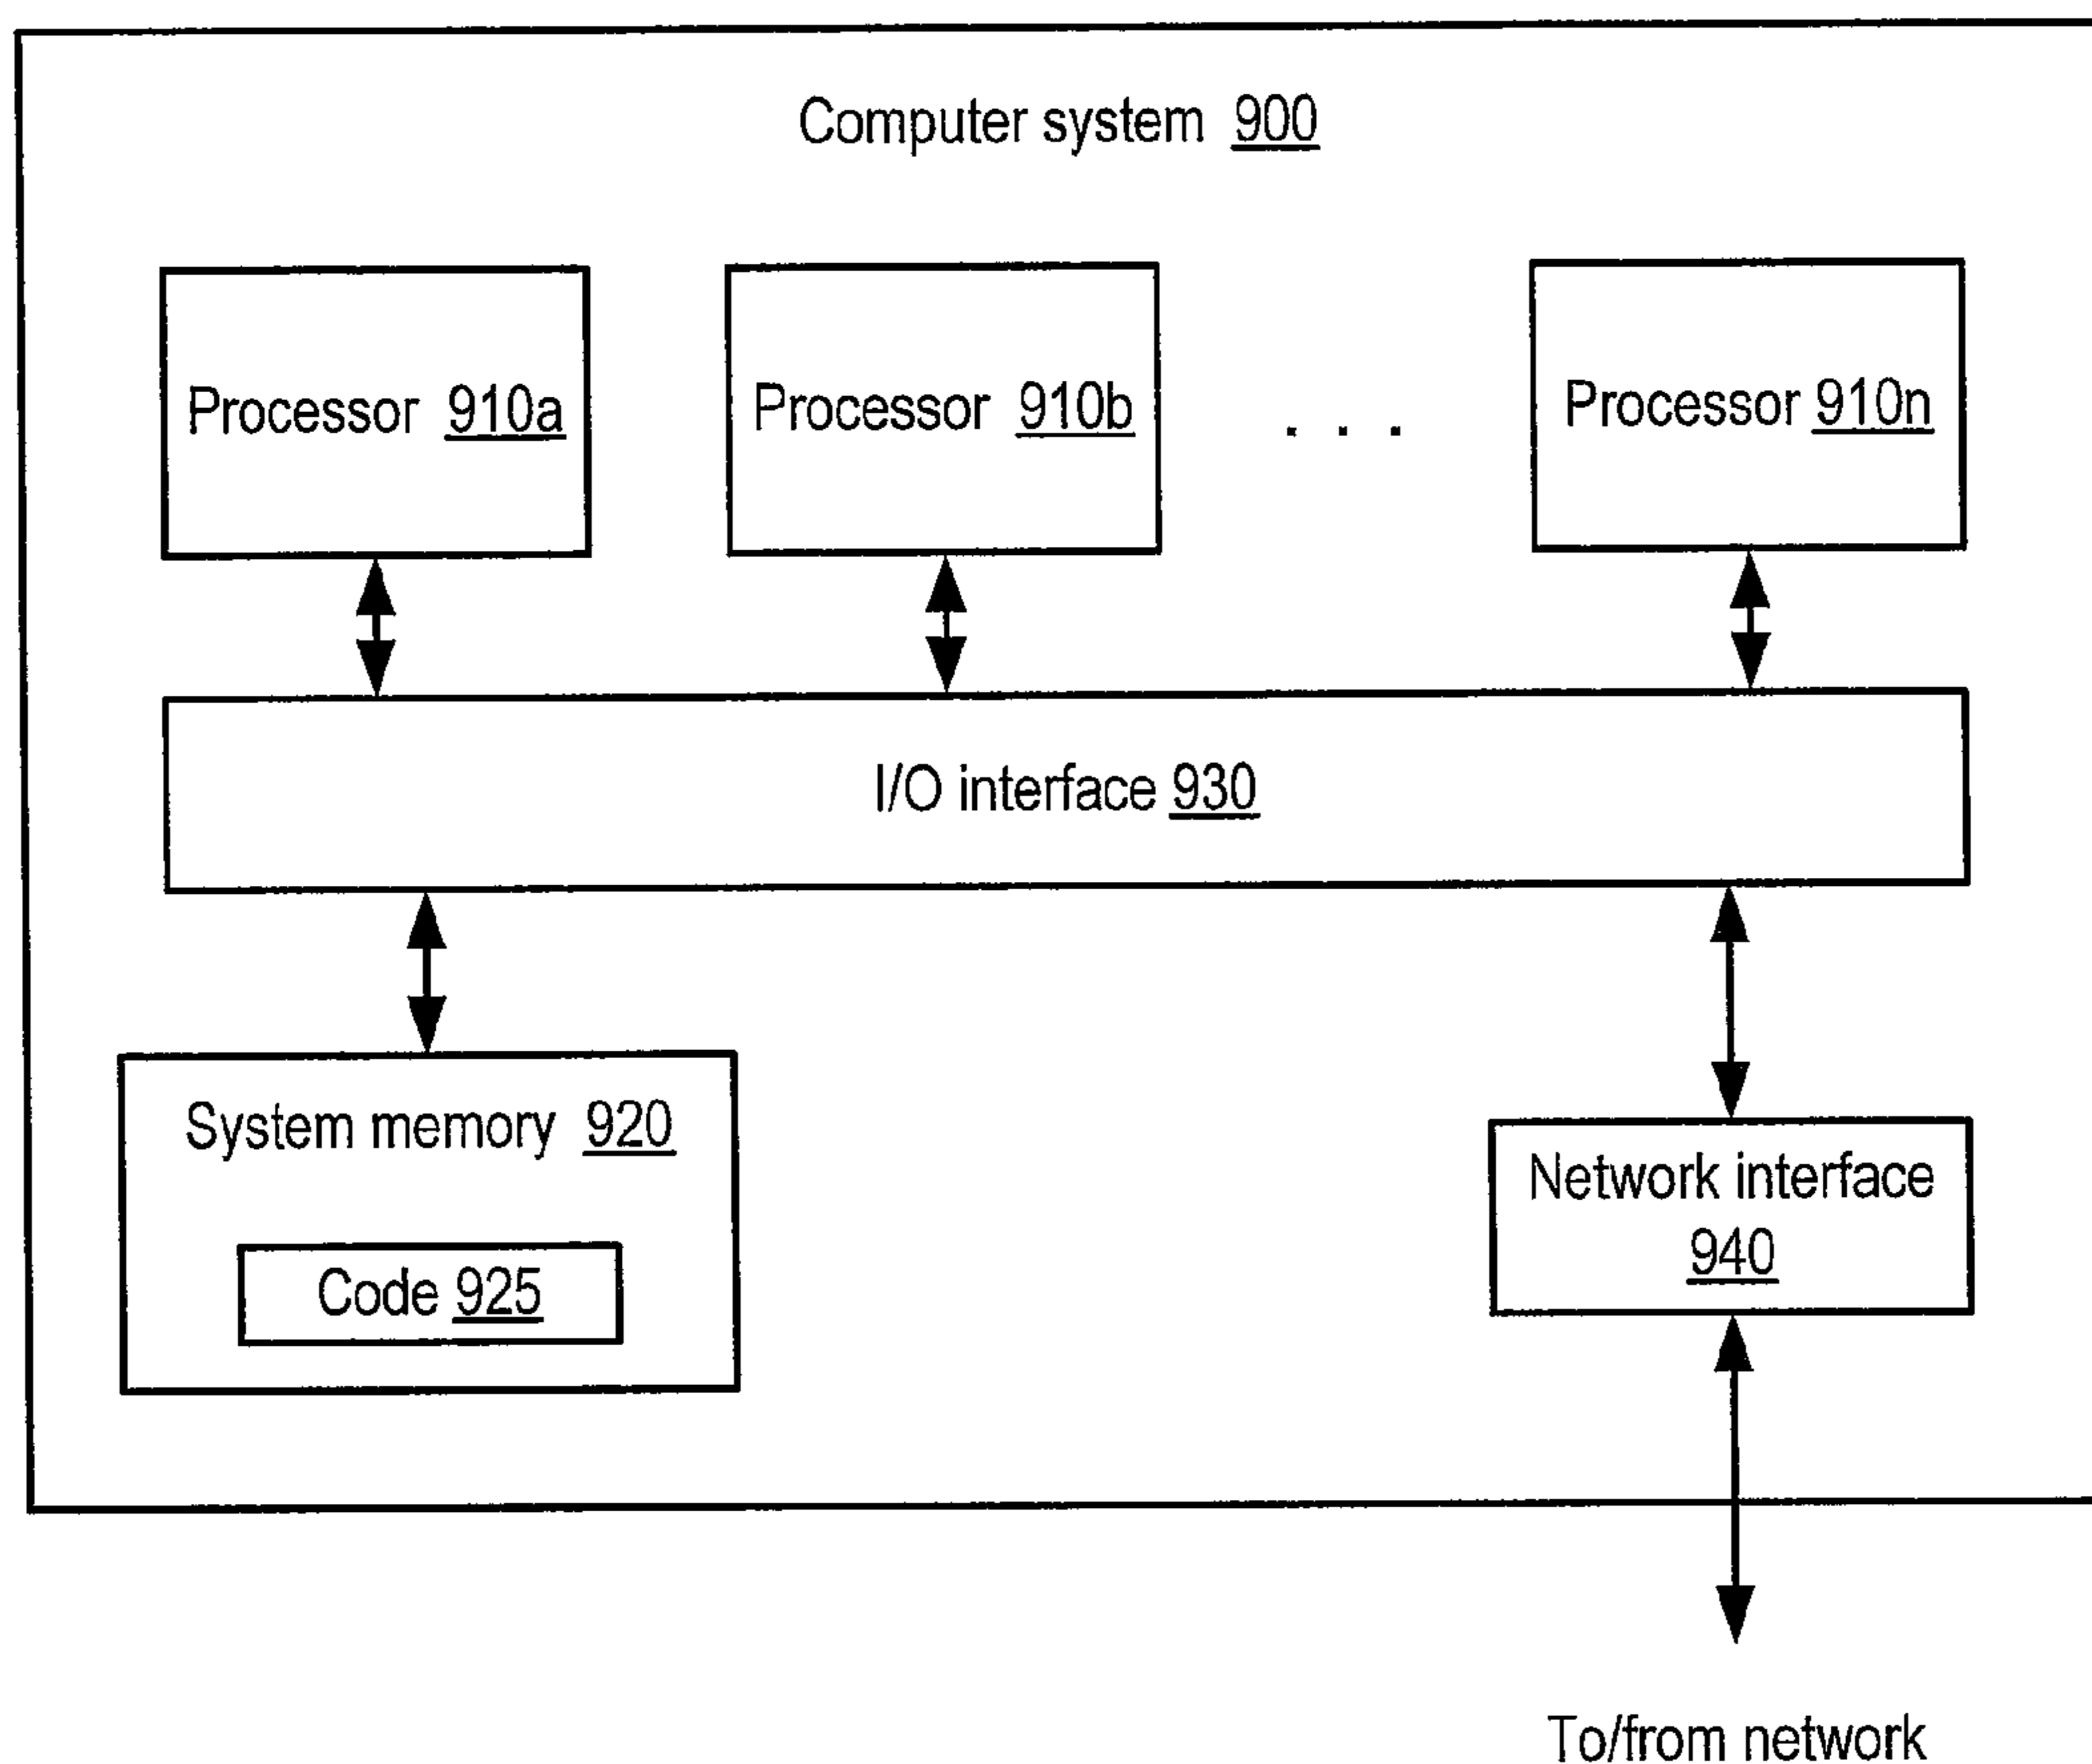 Computer system 900
Processor 910a
Processor 910b
. . .
Processor 910n
I/O interface 930
System memory 920
Code 925
Network interface
940
To/from network